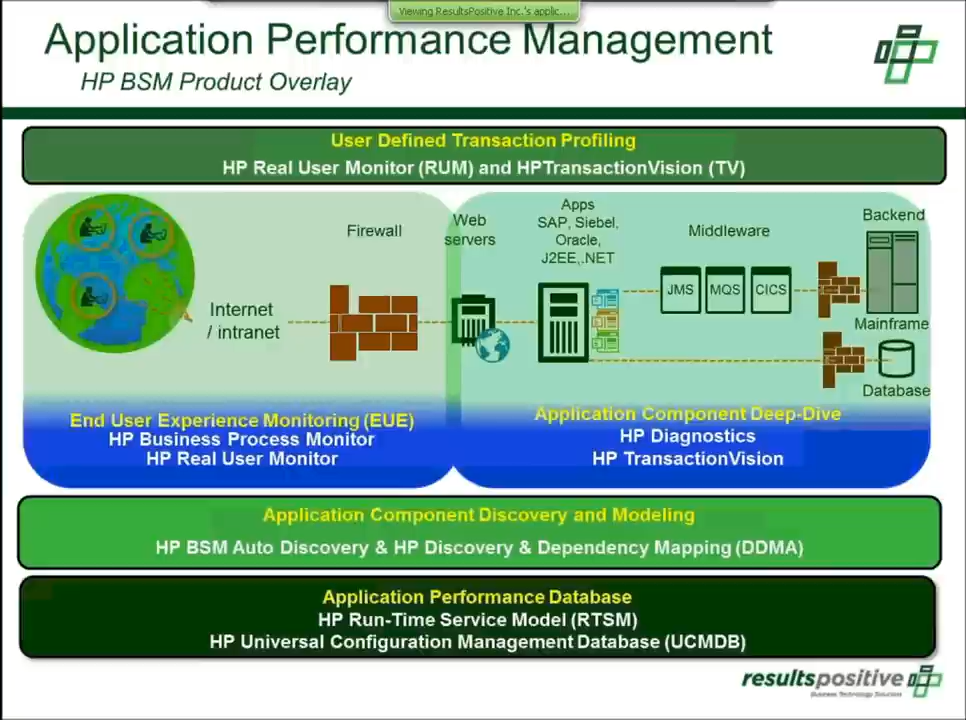 Viewing ResultsPositive Inc.'s applic...
Application Performance Management
HP BSM Product Overlay
User Defined Transaction Profiling
HP Real User Monitor (RUM) and HPTransactionVision (TV)
Internet
/ intranet
Firewall
Web
servers
Apps
SAP, Siebel,
Oracle,
J2EE,.NET
Middleware
JMS
MQS
CICS
Backend
Mainframe
Database
End User Experience Monitoring (EUE)
HP Business Process Monitor
HP Real User Monitor
Application Component Deep-Dive
HP Diagnostics
HP TransactionVision
Application Component Discovery and Modeling
HP BSM Auto Discovery & HP Discovery & Dependency Mapping (DDMA)
Application Performance Database
HP Run-Time Service Model (RTSM)
HP Universal Configuration Management Database (UCMDB)
resultspositive
Business Technology Solutions